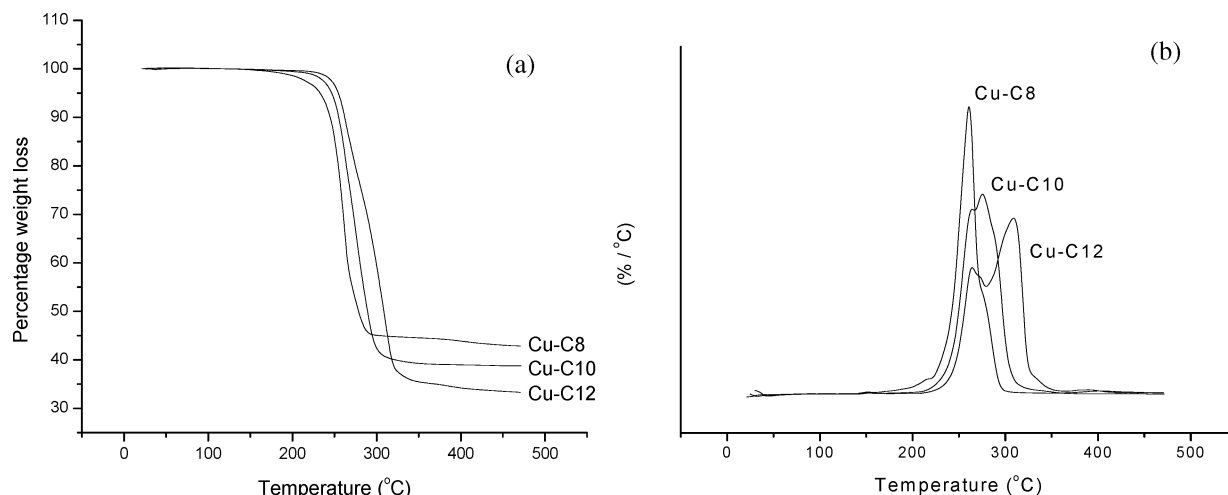 110
100
90
80
70
60
50
40
30
Percentage weight loss
(a)
Cu-C8
Cu-C10
Cu-C12
0 100 200 300 400 500
Temperature (°C)
(b)
Cu-C8
Cu-C10
Cu-C12
(% / °C)
0 100 200 300 400 500
Temperature (°C)